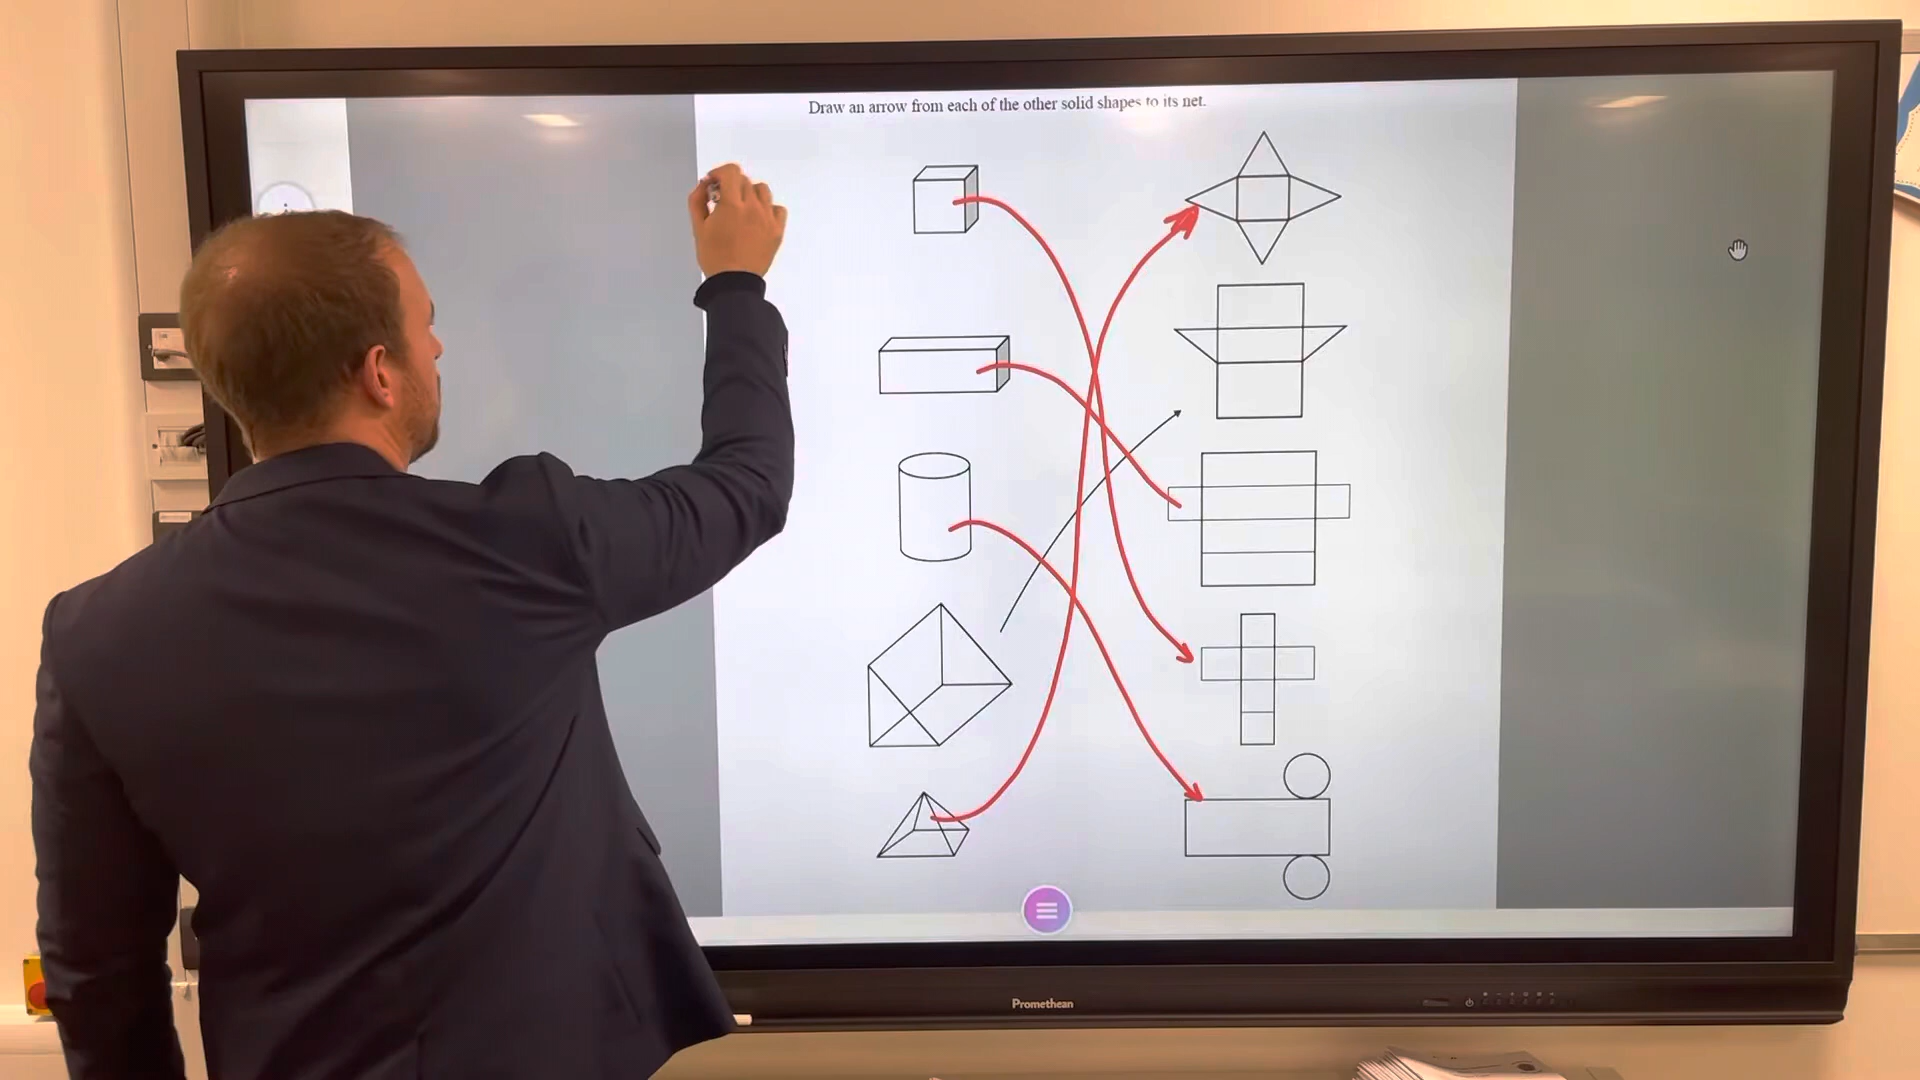 Draw an arrow from each of the other solid shapes to its net.
Promethean